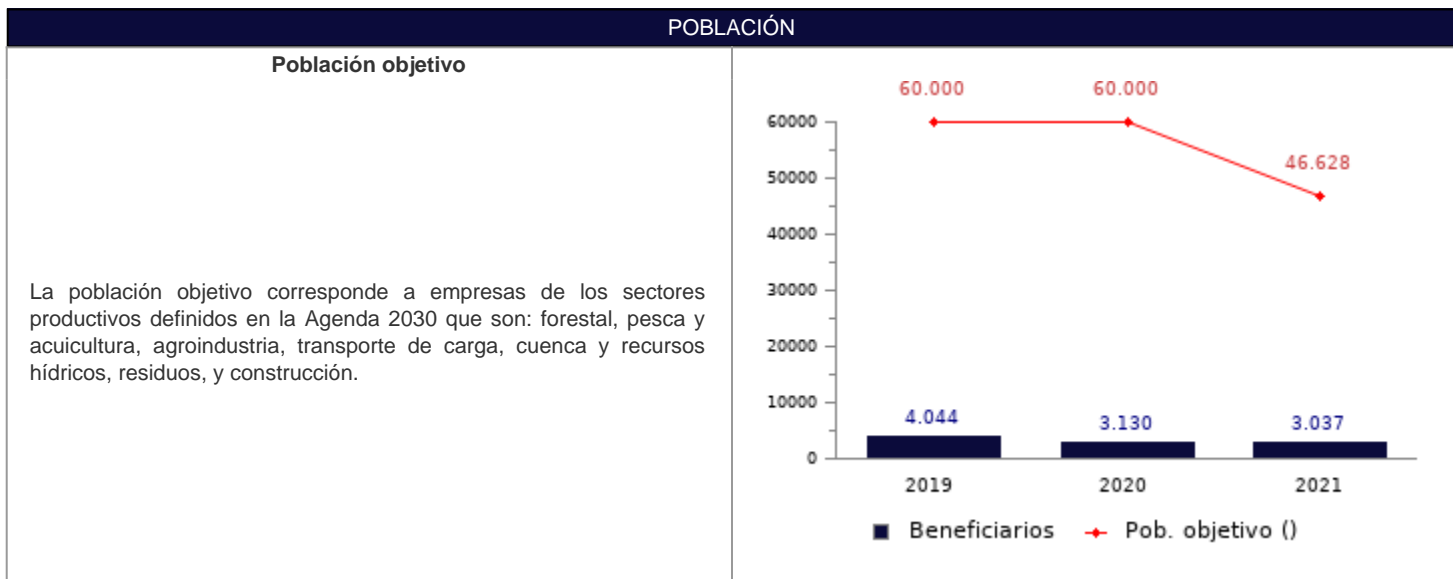 POBLACIÓN
Población objetivo
La población objetivo corresponde a empresas de los sectores
productivos definidos en la Agenda 2030 que son: forestal, pesca y
acuicultura, agroindustria, transporte de carga, cuenca y recursos
hídricos, residuos, y construcción.
60.000 60.000
60000
46.628
50000
40000
30000
20000
10000
4.044 3.130 3.037
0
2019 2020 2021
Beneficiarios Pob. objetivo ()